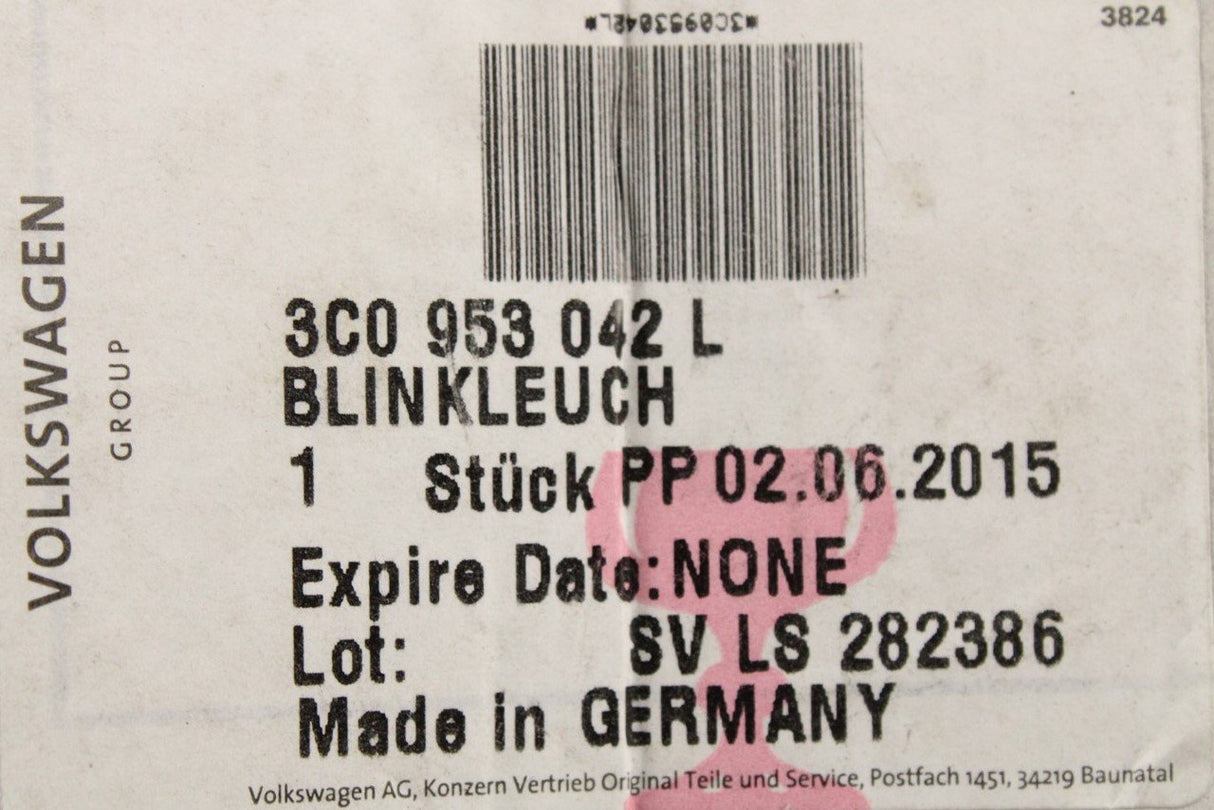 3824
*3C0953042L*
VOLKSWAGEN
GROUP
3C0 953 042 L
BLINKLEUCH
1 Stück PP 02.06.2015
Expire Date:NONE
Lot: SV LS 282386
Made in GERMANY
Volkswagen AG, Konzern Vertrieb Original Teile und Service, Postfach 1451, 34219 Baunatal